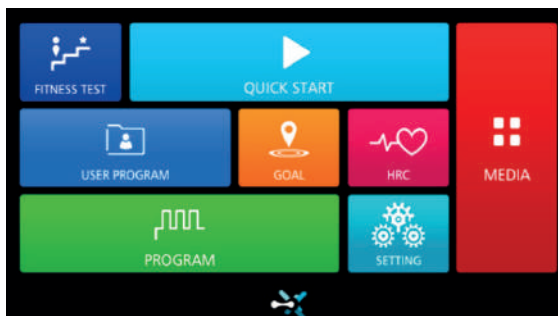 FITNESS TEST
QUICK START
USER PROGRAM
GOAL
HRC
MEDIA
PROGRAM
SETTING